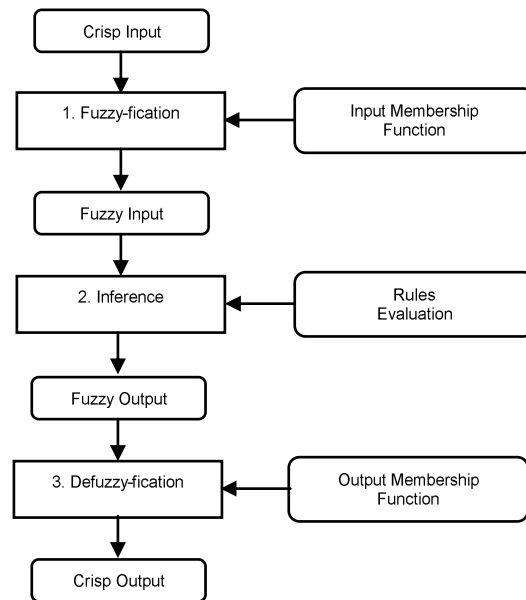 Crisp Input
1. Fuzzy-fication
Input Membership
Function
Fuzzy Input
2. Inference
Rules
Evaluation
Fuzzy Output
3. Defuzzy-fication
Output Membership
Function
Crisp Output